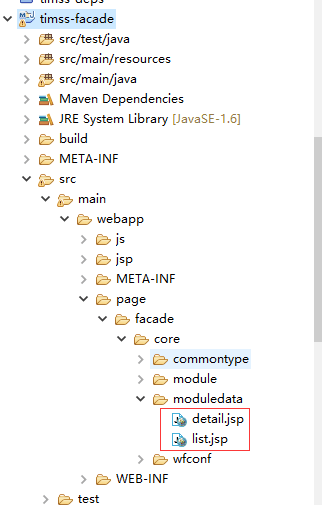 timss-facade
src/test/java
src/main/resources
src/main/java
Maven Dependencies
JRE System Library [JavaSE-1.6]
build
META-INF
src
main
webapp
js
jsp
META-INF
page
facade
core
commontype
module
moduledata
detail.jsp
list.jsp
wfconf
WEB-INF
test